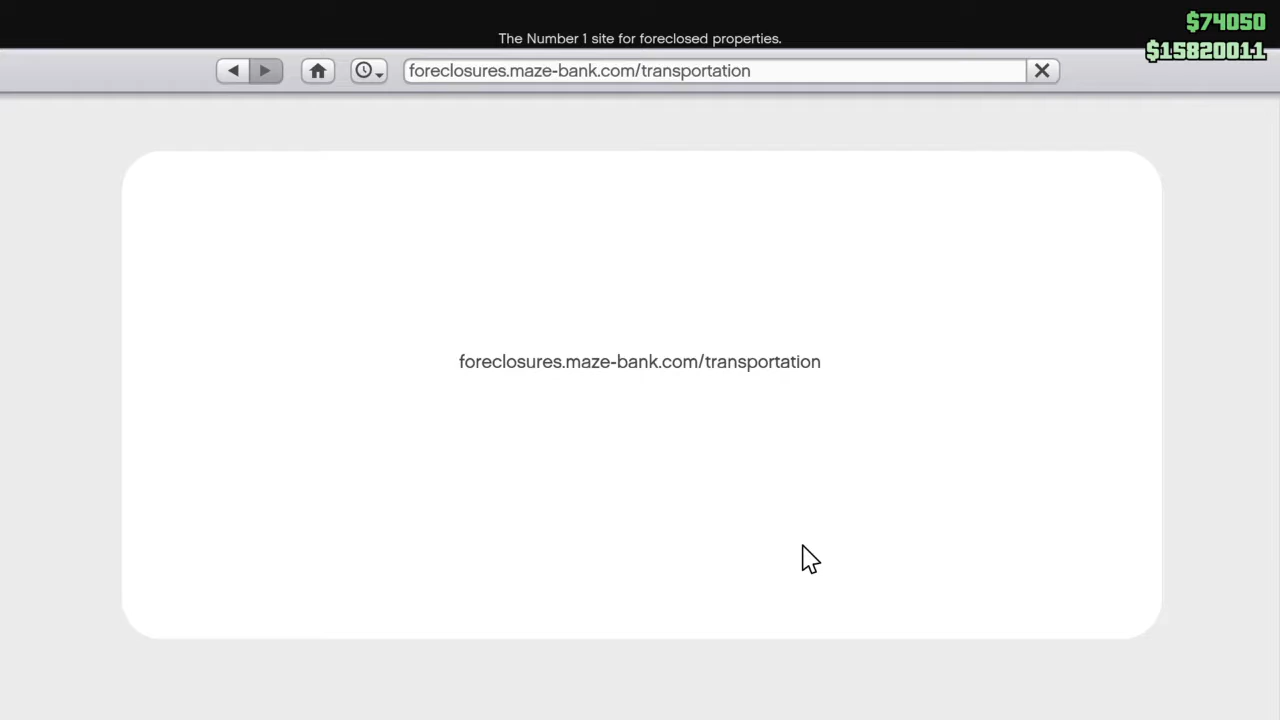 The Number 1 site for foreclosed properties.
$74050
$15820011
foreclosures.maze-bank.com/transportation
foreclosures.maze-bank.com/transportation